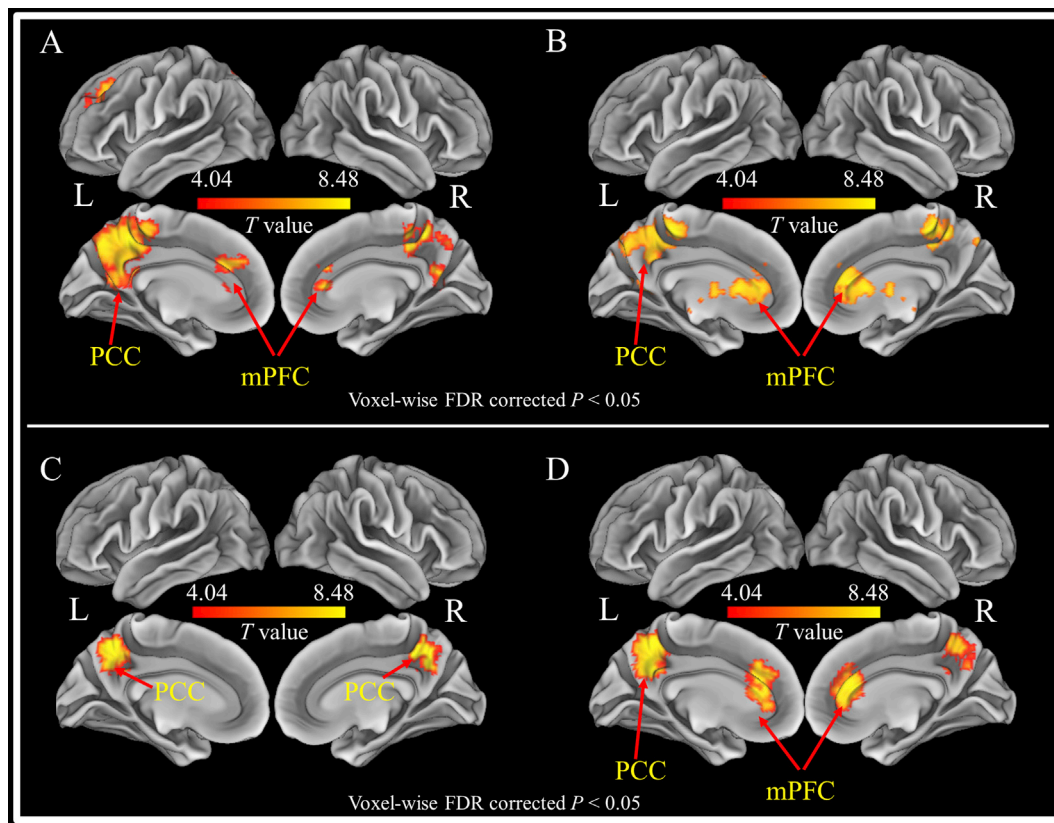 A
B
4.04 8.48
L R
T value
4.04 8.48
L R
T value
PCC
mPFC
PCC
mPFC
Voxel-wise FDR corrected P < 0.05
C
D
4.04 8.48
L R
T value
4.04 8.48
L R
T value
PCC
PCC
PCC
mPFC
Voxel-wise FDR corrected P < 0.05